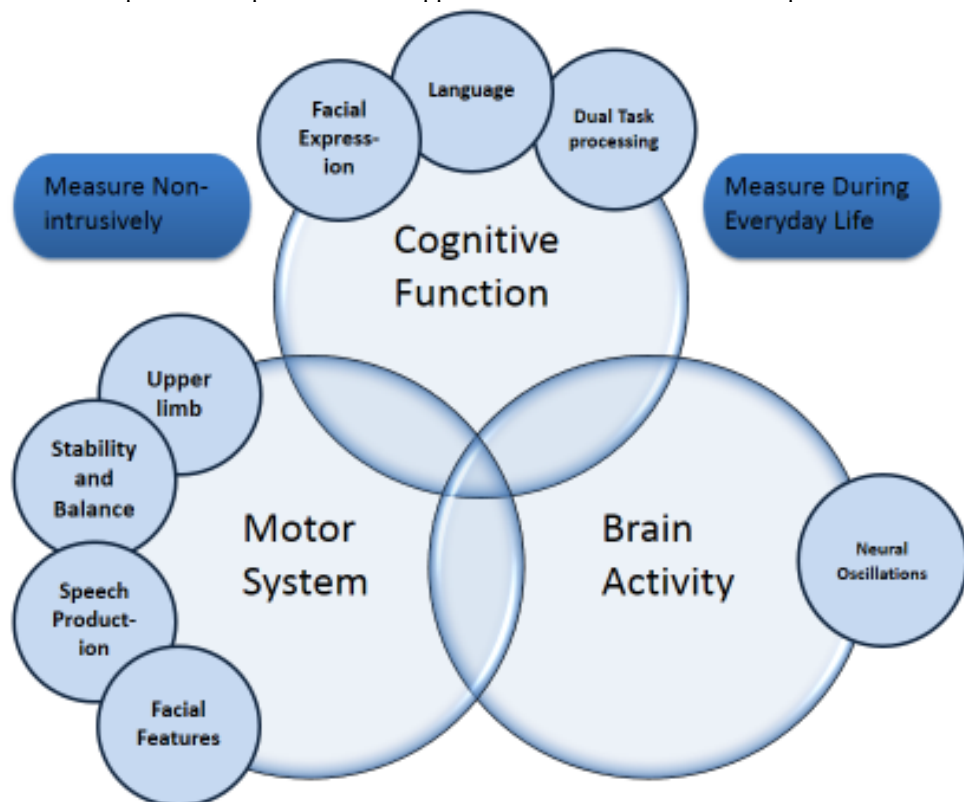 Language
Facial
Express-
ion
Dual Task
processing
Measure Non-
intrusively
Measure During
Everyday Life
Cognitive
Function
Upper
limb
Stability
and
Balance
Motor
System
Brain
Activity
Neural
Oscillations
Speech
Product-
ion
Facial
Features